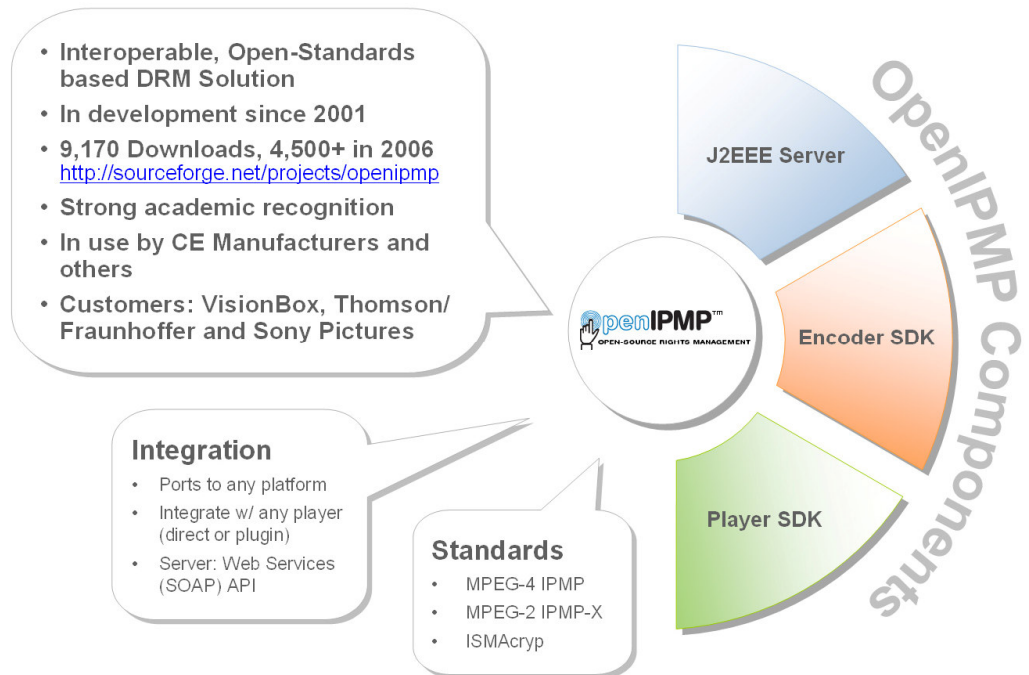 • Interoperable, Open-Standards
based DRM Solution
• In development since 2001
• 9,170 Downloads, 4,500+ in 2006
http://sourceforge.net/projects/openipmp
• Strong academic recognition
• In use by CE Manufacturers and
others
• Customers: VisionBox, Thomson/
Fraunhoffer and Sony Pictures
Integration
• Ports to any platform
• Integrate w/ any player
(direct or plugin)
• Server: Web Services
(SOAP) API
Standards
• MPEG-4 IPMP
• MPEG-2 IPMP-X
• ISMAcryp
OpenIPMP™
OPEN-SOURCE RIGHTS MANAGEMENT
J2EEE Server
Encoder SDK
Player SDK
OpenIPMP Components